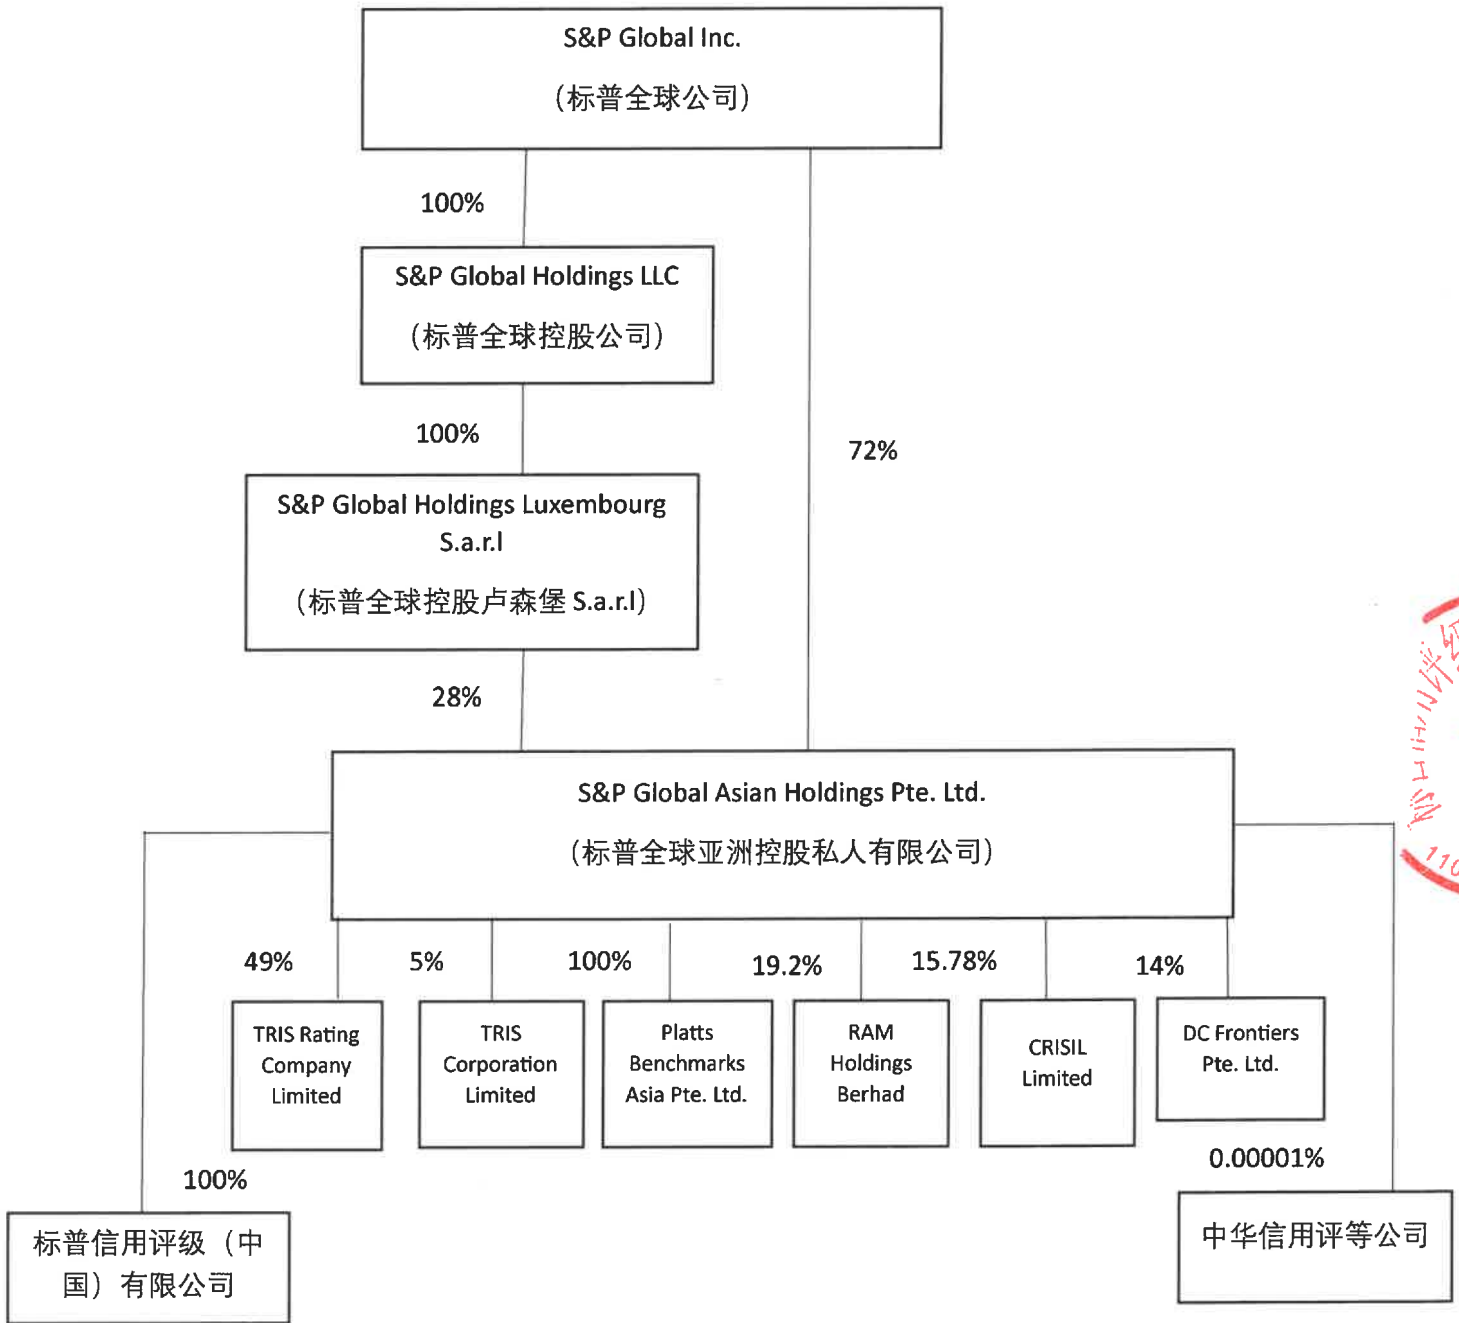 S&P Global Inc.
（标普全球公司）
100%
S&P Global Holdings LLC
（标普全球控股公司）
100%
72%
S&P Global Holdings Luxembourg
S.a.r.l
（标普全球控股卢森堡 S.a.r.l）
28%
S&P Global Asian Holdings Pte. Ltd.
（标普全球亚洲控股私人有限公司）
49%
5%
100%
19.2%
15.78%
14%
TRIS Rating
Company
Limited
TRIS
Corporation
Limited
Platts
Benchmarks
Asia Pte. Ltd.
RAM
Holdings
Berhad
CRISIL
Limited
DC Frontiers
Pte. Ltd.
100%
0.00001%
标普信用评级（中
国）有限公司
中华信用评等公司
110